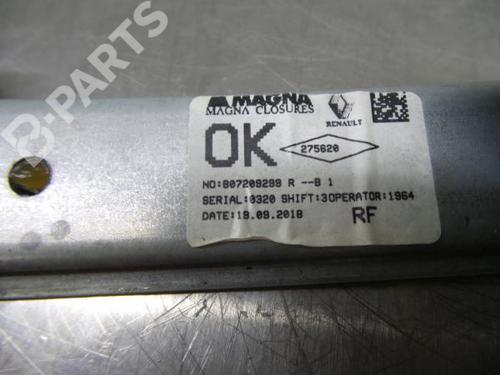 MAGNA
MAGNA CLOSURES
RENAULT
OK
275620
NO:807209299 R --B 1
SERIAL:0320 SHIFT:3OPERATOR:1964
DATE:19.09.2018
RF
B-PARTS